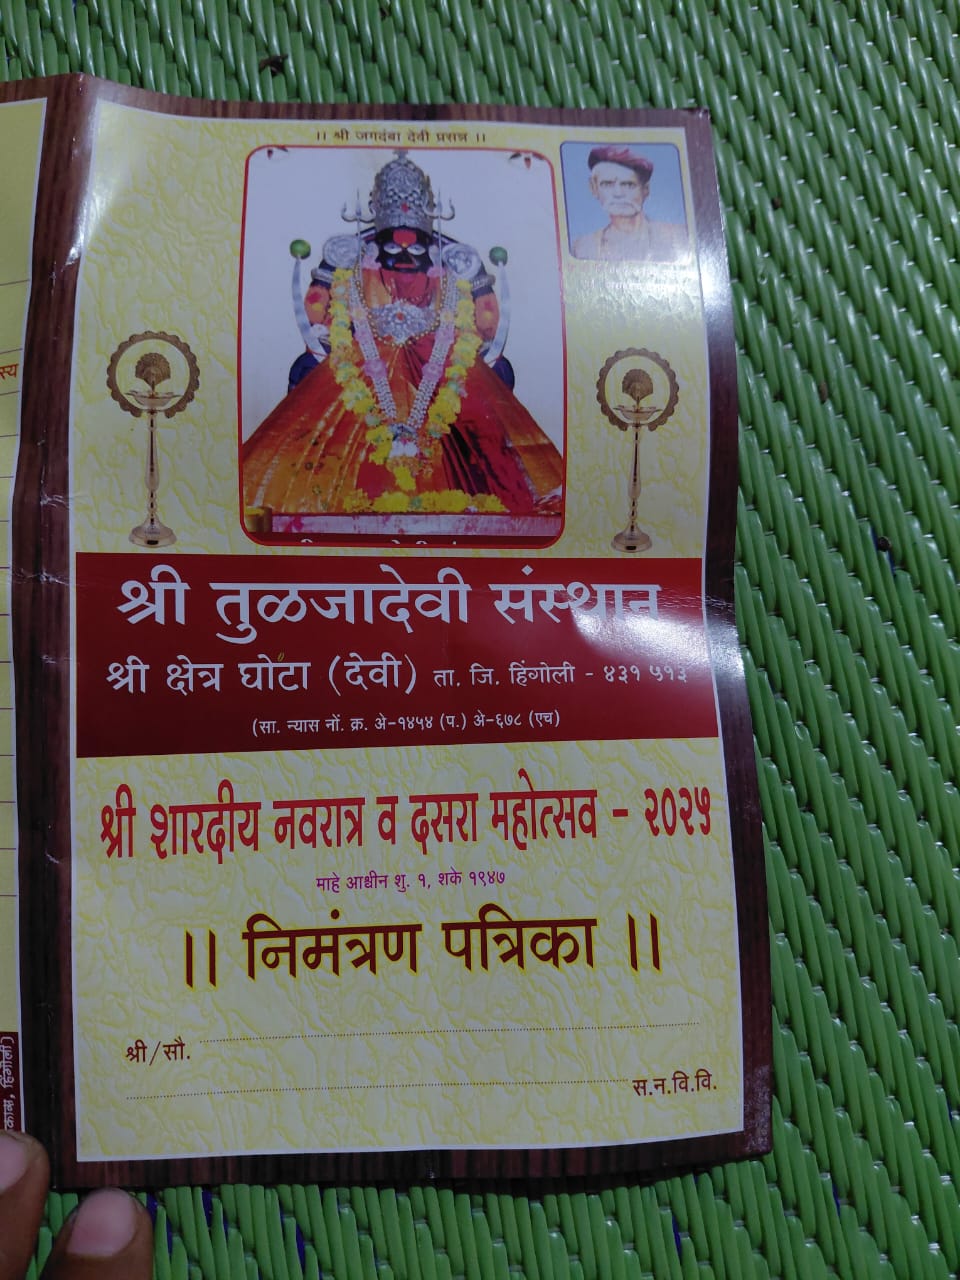 ।। श्री जगदंबा देवी प्रसन्न ।।
श्री तुळजादेवी संस्थान
श्री क्षेत्र घोटा (देवी) ता. जि. हिंगोली - ४३१ ५१३
(सा. न्यास नों. क्र. अे-१४५४ (प.) अे-६७८ (एच)
श्री शारदीय नवरात्र व दसरा महोत्सव - २०२५
माहे आश्वीन शु. १, शके १९४७
।। निमंत्रण पत्रिका ।।
श्री/सौ.
स.न.वि.वि.
स्य
हिंगोली)